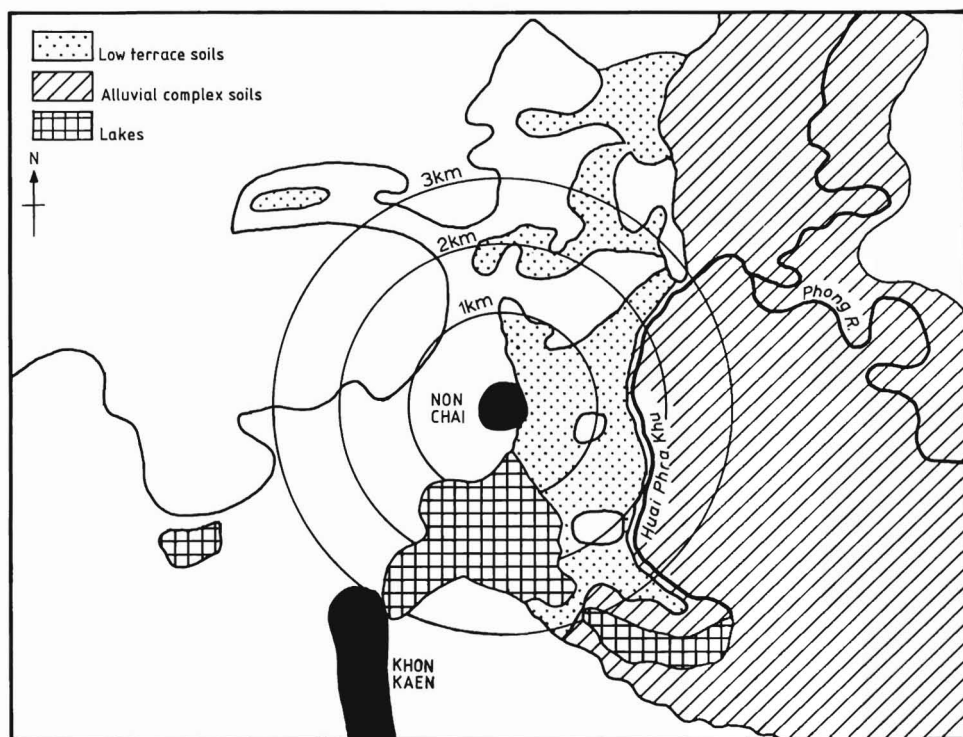 Low terrace soils
Alluvial complex soils
Lakes
N
3km
2km
1km
Phong R.
NON
CHAI
Huai Phra Khu
KHON
KAEN